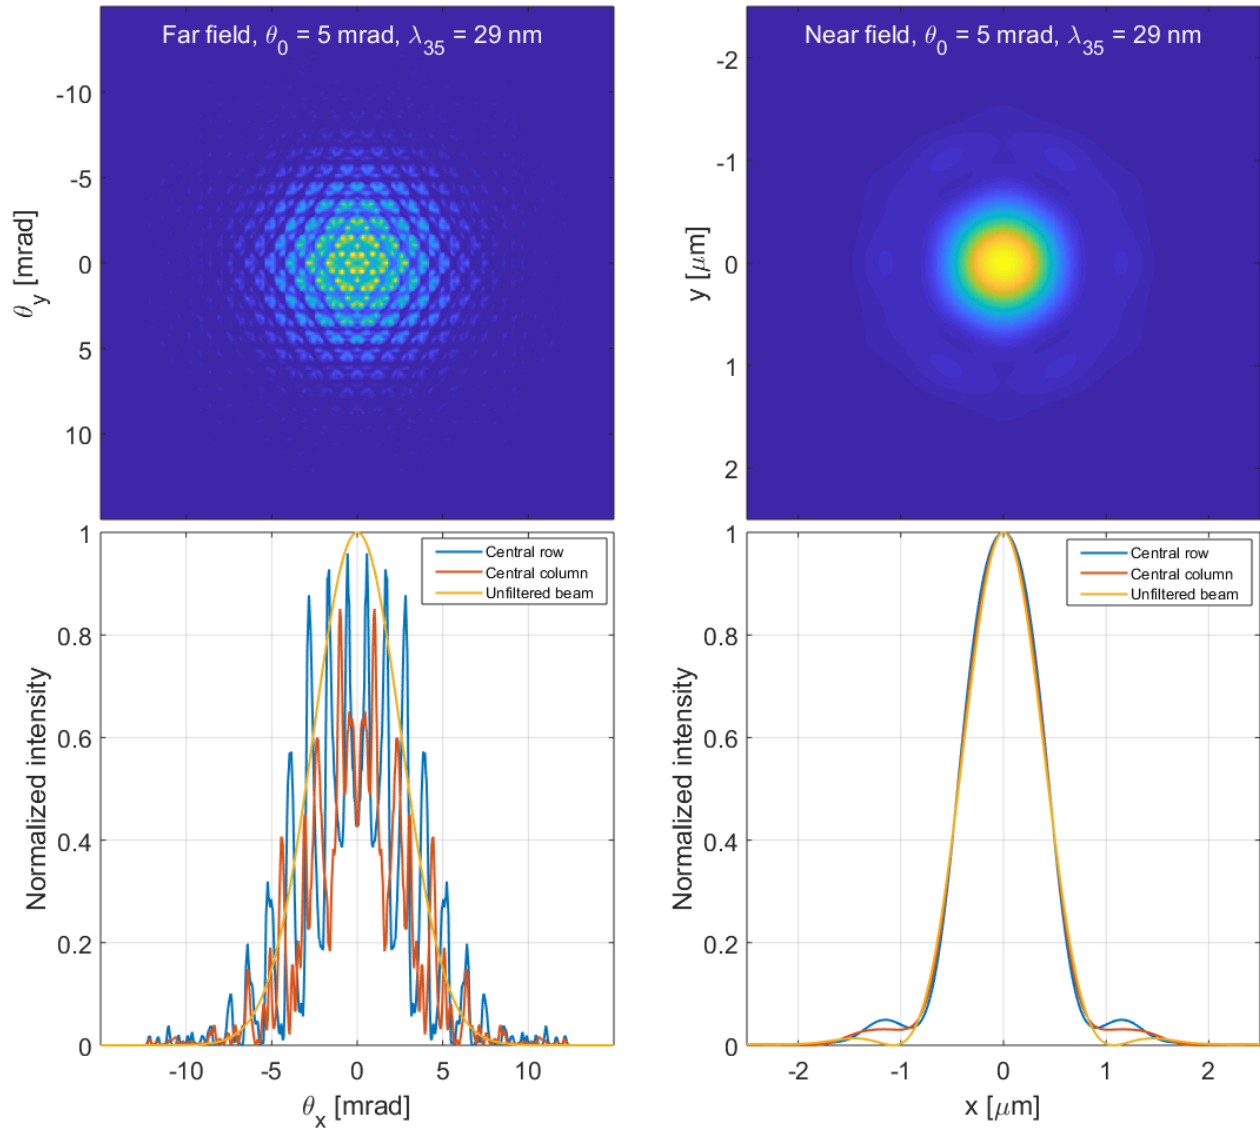 Far field, θ₀ = 5 mrad, λ₃₅ = 29 nm
-10
-5
0
5
10
θ_y [mrad]
Near field, θ₀ = 5 mrad, λ₃₅ = 29 nm
-2
-1
0
1
2
y [μm]
1
0.8
0.6
0.4
0.2
0
Normalized intensity
Central row
Central column
Unfiltered beam
-10 -5 0 5 10
θₓ [mrad]
1
0.8
0.6
0.4
0.2
0
Normalized intensity
Central row
Central column
Unfiltered beam
-2 -1 0 1 2
x [μm]